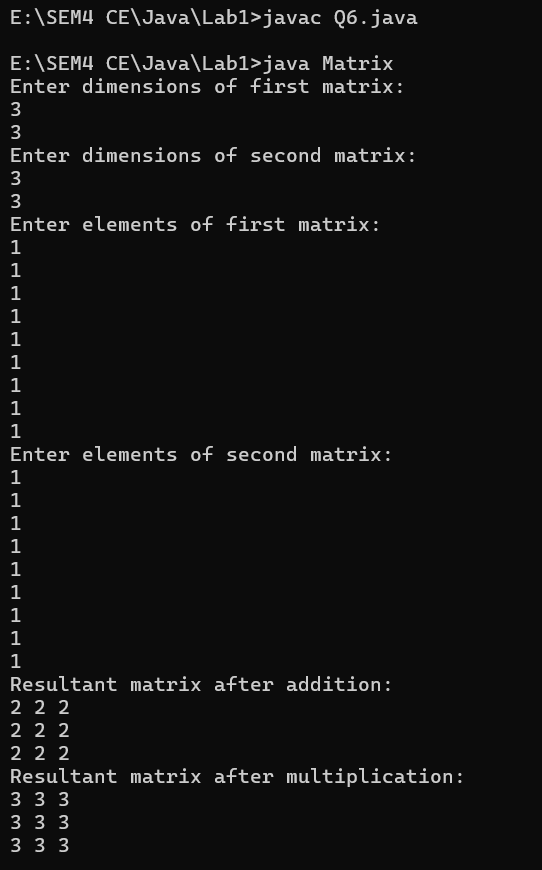 E:\SEM4 CE\Java\Lab1>javac Q6.java
E:\SEM4 CE\Java\Lab1>java Matrix
Enter dimensions of first matrix:
3
3
Enter dimensions of second matrix:
3
3
Enter elements of first matrix:
1
1
1
1
1
1
1
1
1
Enter elements of second matrix:
1
1
1
1
1
1
1
1
1
Resultant matrix after addition:
2 2 2
2 2 2
2 2 2
Resultant matrix after multiplication:
3 3 3
3 3 3
3 3 3